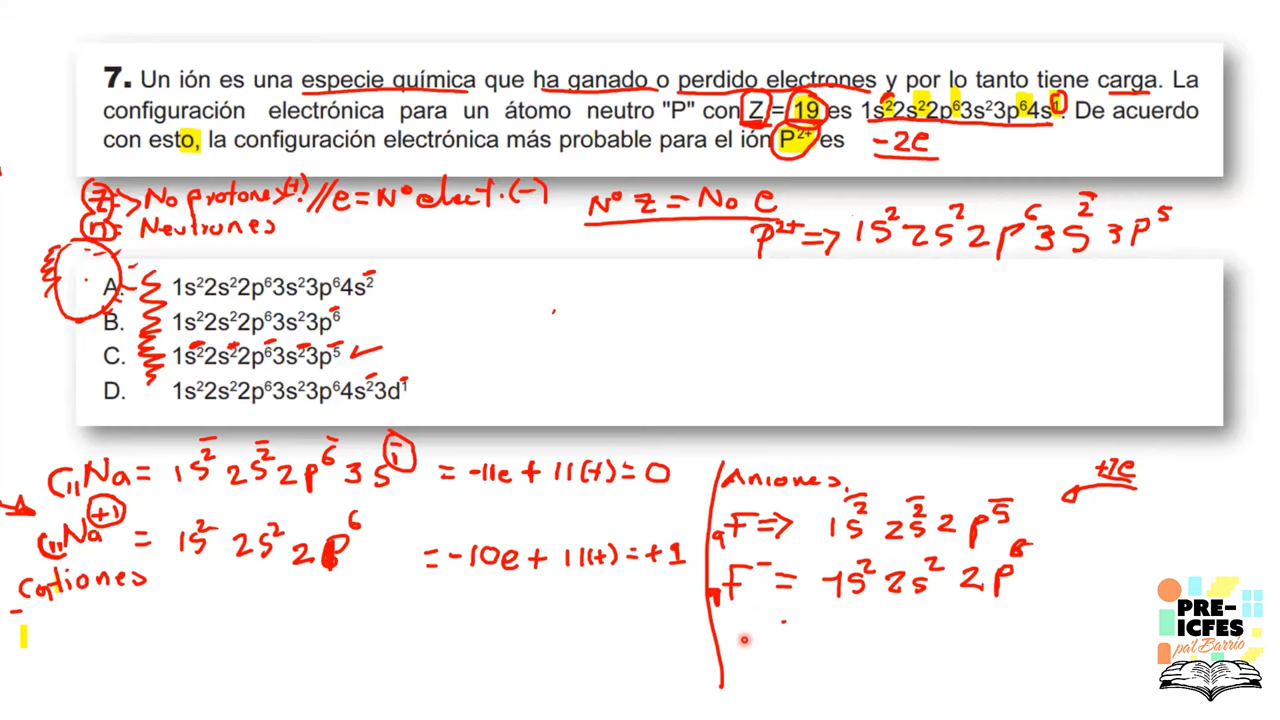 7. Un ión es una especie química que ha ganado o perdido electrones y por lo tanto tiene carga. La
configuración electrónica para un átomo neutro "P" con Z = 19 es 1s²2s²2p⁶3s²3p⁶4s¹. De acuerdo
con esto, la configuración electrónica más probable para el ión P²⁺ es
-2e
(Z) -> No protones(+) // e = N° elect. (-)
n = Neutrones
N° Z = No e
P²⁺ => 1s² 2s² 2p⁶ 3s² 3p⁵
A. 1s²2s²2p⁶3s²3p⁶4s²
B. 1s²2s²2p⁶3s²3p⁶
C. 1s²2s²2p⁶3s²3p⁵
D. 1s²2s²2p⁶3s²3p⁶4s²3d¹
₁₁Na = 1s² 2s² 2p⁶ 3s¹ = -11e + 11(+) = 0
₁₁Na⁺¹ = 1s² 2s² 2p⁶ = -10e + 11(+) = +1
Cationes
Aniones.
+1e
₉F => 1s² 2s² 2p⁵
₉F⁻ = 1s² 2s² 2p⁶
PRE-
ICFES
pa'l Barrio